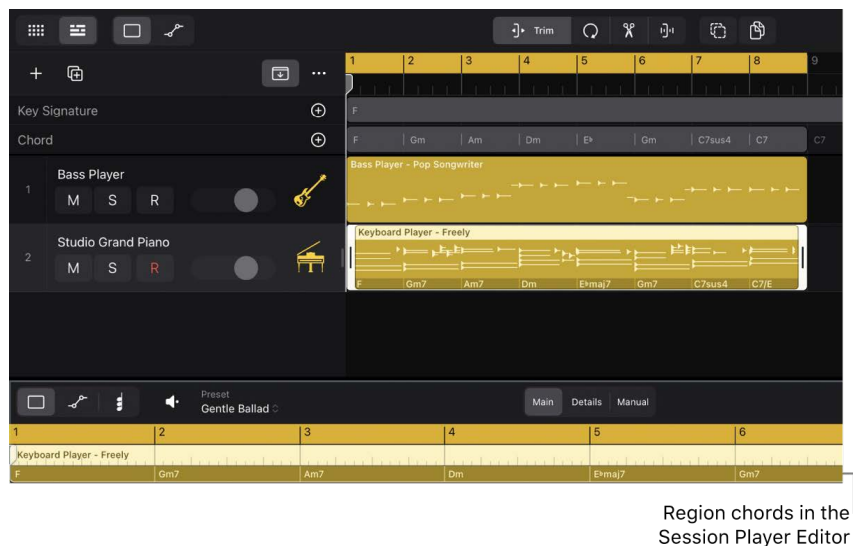 Trim
1 2 3 4 5 6 7 8 9
Key Signature F
Chord F Gm Am Dm E♭ Gm C7sus4 C7 C7
Bass Player - Pop Songwriter
Bass Player
1 M S R
Keyboard Player - Freely
Studio Grand Piano
2 M S R
F Gm7 Am7 Dm E♭maj7 Gm7 C7sus4 C7/E
Preset
Gentle Ballad
Main Details Manual
1 2 3 4 5 6
Keyboard Player - Freely
F Gm7 Am7 Dm E♭maj7 Gm7
Region chords in the
Session Player Editor